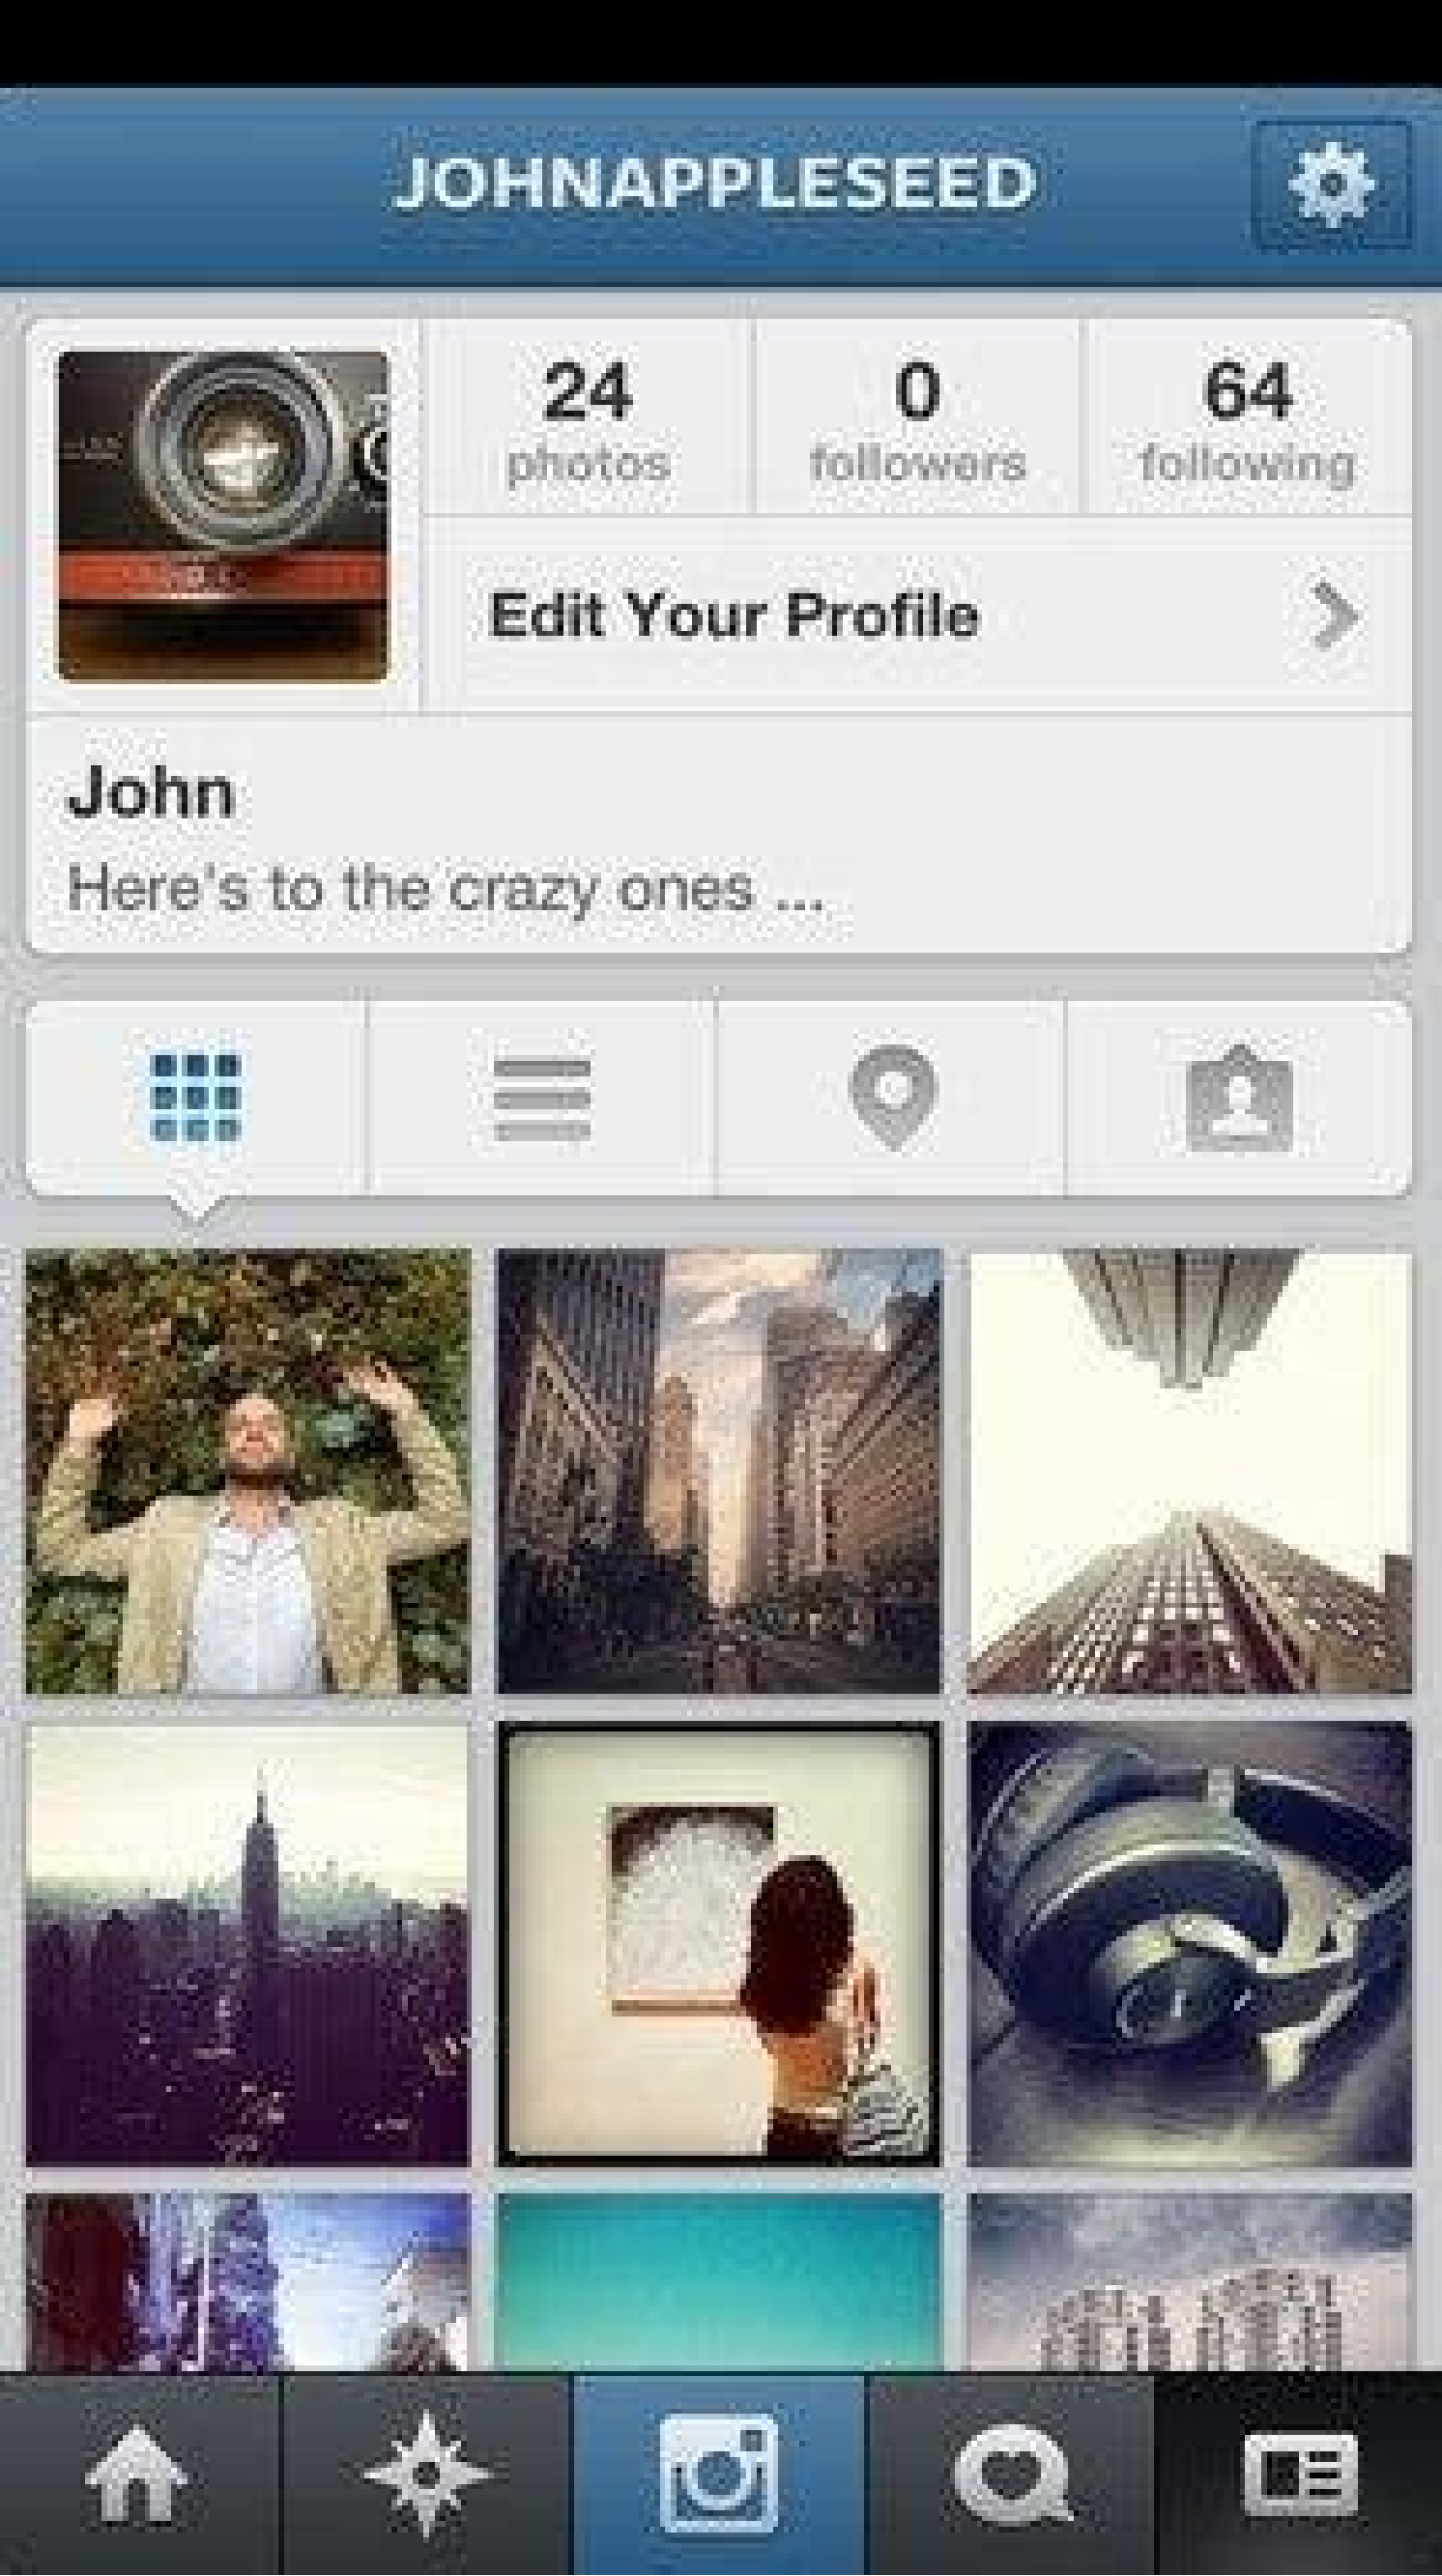 JOHNAPPLESEED
24 0 64
photos followers following
Edit Your Profile
John
Here's to the crazy ones ...